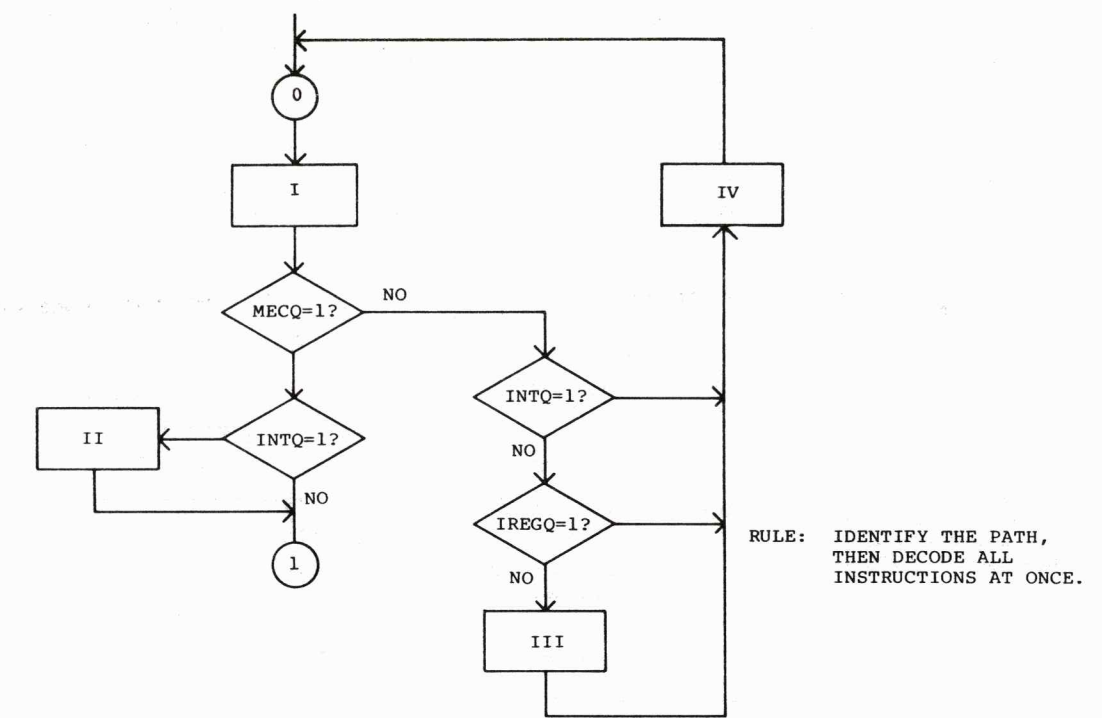 0
I
IV
MECQ=1?
NO
INTQ=1?
INTQ=1?
II
NO
NO
IREGQ=1?
1
NO
III
RULE: IDENTIFY THE PATH,
THEN DECODE ALL
INSTRUCTIONS AT ONCE.